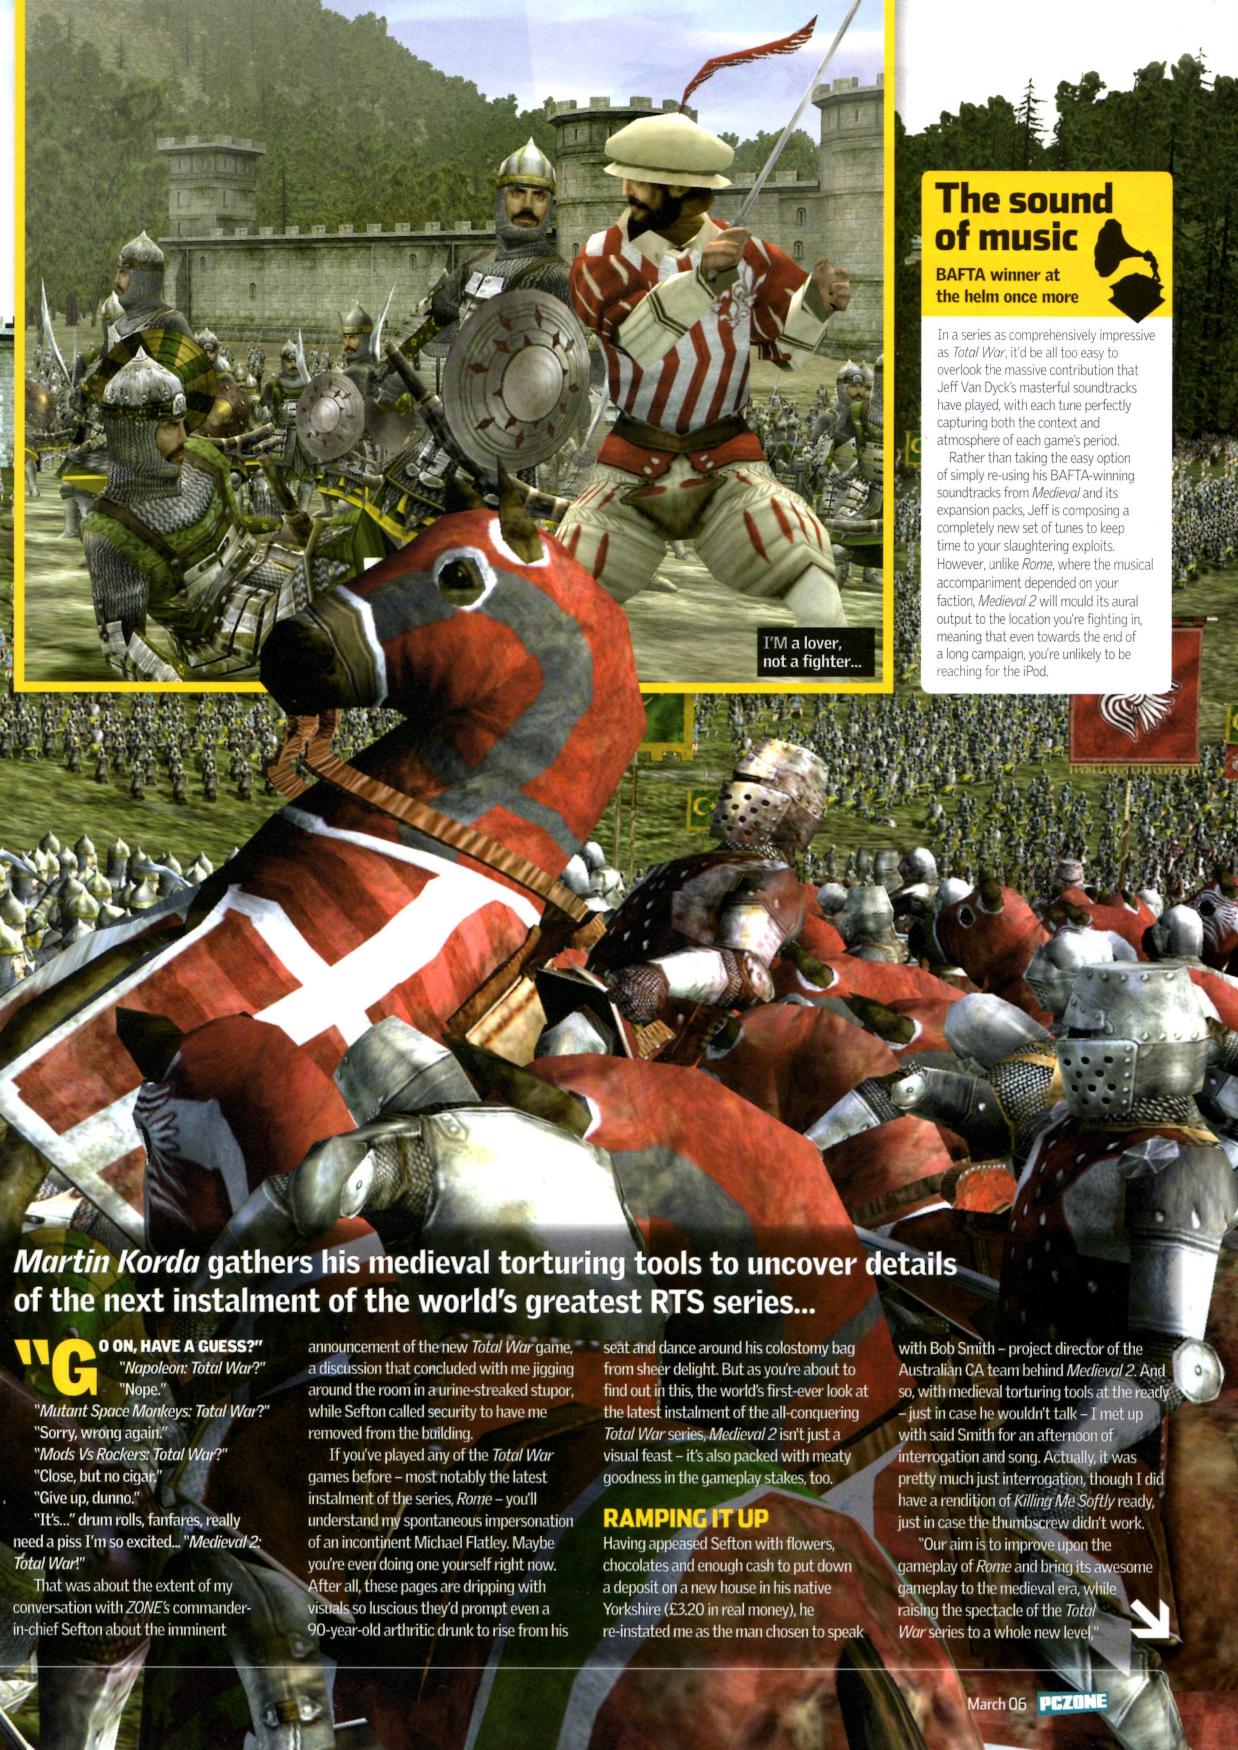 The sound
of music
BAFTA winner at
the helm once more
In a series as comprehensively impressive
as Total War, it'd be all too easy to
overlook the massive contribution that
Jeff Van Dyck's masterful soundtracks
have played, with each tune perfectly
capturing both the context and
atmosphere of each game's period.
Rather than taking the easy option
of simply re-using his BAFTA-winning
soundtracks from Medieval and its
expansion packs, Jeff is composing a
completely new set of tunes to keep
time to your slaughtering exploits.
However, unlike Rome, where the musical
accompaniment depended on your
faction, Medieval 2 will mould its aural
output to the location you're fighting in,
meaning that even towards the end of
a long campaign, you're unlikely to be
reaching for the iPod.
I'M a lover,
not a fighter...
Martin Korda gathers his medieval torturing tools to uncover details
of the next instalment of the world's greatest RTS series...
"GO ON, HAVE A GUESS?"
"Napoleon: Total War?"
"Nope."
"Mutant Space Monkeys: Total War?"
"Sorry, wrong again."
"Mods Vs Rockers: Total War?"
"Close, but no cigar."
"Give up, dunno."
"It's..." drum rolls, fanfares, really
need a piss I'm so excited... "Medieval 2:
Total War!"
That was about the extent of my
conversation with ZONE's commander-
in-chief Sefton about the imminent
announcement of the new Total War game,
a discussion that concluded with me jigging
around the room in a urine-streaked stupor,
while Sefton called security to have me
removed from the building.
If you've played any of the Total War
games before – most notably the latest
instalment of the series, Rome – you'll
understand my spontaneous impersonation
of an incontinent Michael Flatley. Maybe
you're even doing one yourself right now.
After all, these pages are dripping with
visuals so luscious they'd prompt even a
90-year-old arthritic drunk to rise from his
seat and dance around his colostomy bag
from sheer delight. But as you're about to
find out in this, the world's first-ever look at
the latest instalment of the all-conquering
Total War series, Medieval 2 isn't just a
visual feast – it's also packed with meaty
goodness in the gameplay stakes, too.
RAMPING IT UP
Having appeased Sefton with flowers,
chocolates and enough cash to put down
a deposit on a new house in his native
Yorkshire (£3.20 in real money), he
re-instated me as the man chosen to speak
with Bob Smith – project director of the
Australian CA team behind Medieval 2. And
so, with medieval torturing tools at the ready
– just in case he wouldn't talk – I met up
with said Smith for an afternoon of
interrogation and song. Actually, it was
pretty much just interrogation, though I did
have a rendition of Killing Me Softly ready,
just in case the thumbscrew didn't work.
"Our aim is to improve upon the
gameplay of Rome and bring its awesome
gameplay to the medieval era, while
raising the spectacle of the Total
War series to a whole new level,"
March 06 PCZONE